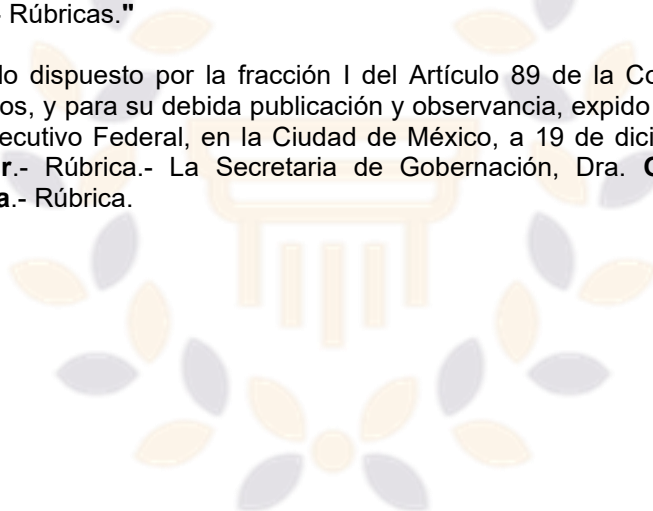 - Rúbricas."
lo dispuesto por la fracción I del Artículo 89 de la Co
os, y para su debida publicación y observancia, expido
ecutivo Federal, en la Ciudad de México, a 19 de dici
r.- Rúbrica.- La Secretaria de Gobernación, Dra.
a.- Rúbrica.